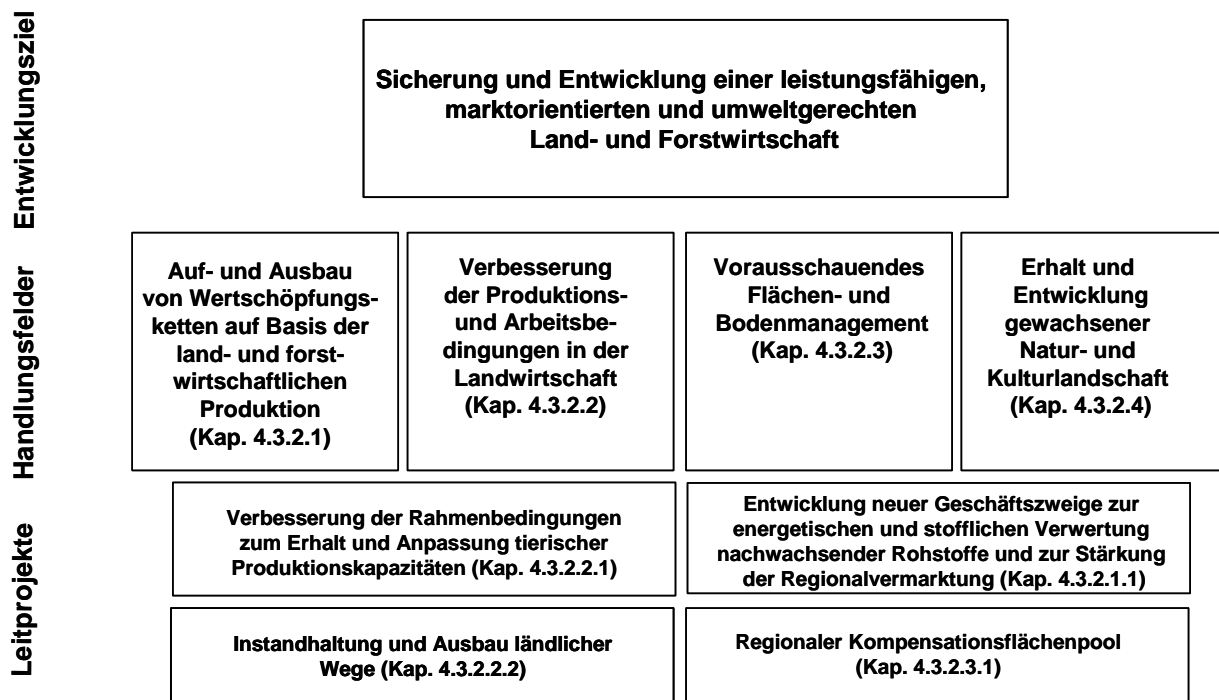 Entwicklungsziel
Sicherung und Entwicklung einer leistungsfähigen,
marktorientierten und umweltgerechten
Land- und Forstwirtschaft
Handlungsfelder
Auf- und Ausbau
von Wertschöpfungs-
ketten auf Basis der
land- und forst-
wirtschaftlichen
Produktion
(Kap. 4.3.2.1)
Verbesserung
der Produktions-
und Arbeitsbe-
dingungen in der
Landwirtschaft
(Kap. 4.3.2.2)
Vorausschauendes
Flächen- und
Bodenmanagement
(Kap. 4.3.2.3)
Erhalt und
Entwicklung
gewachsener
Natur- und
Kulturlandschaft
(Kap. 4.3.2.4)
Leitprojekte
Verbesserung der Rahmenbedingungen
zum Erhalt und Anpassung tierischer
Produktionskapazitäten (Kap. 4.3.2.2.1)
Entwicklung neuer Geschäftszweige zur
energetischen und stofflichen Verwertung
nachwachsender Rohstoffe und zur Stärkung
der Regionalvermarktung (Kap. 4.3.2.1.1)
Instandhaltung und Ausbau ländlicher
Wege (Kap. 4.3.2.2.2)
Regionaler Kompensationsflächenpool
(Kap. 4.3.2.3.1)